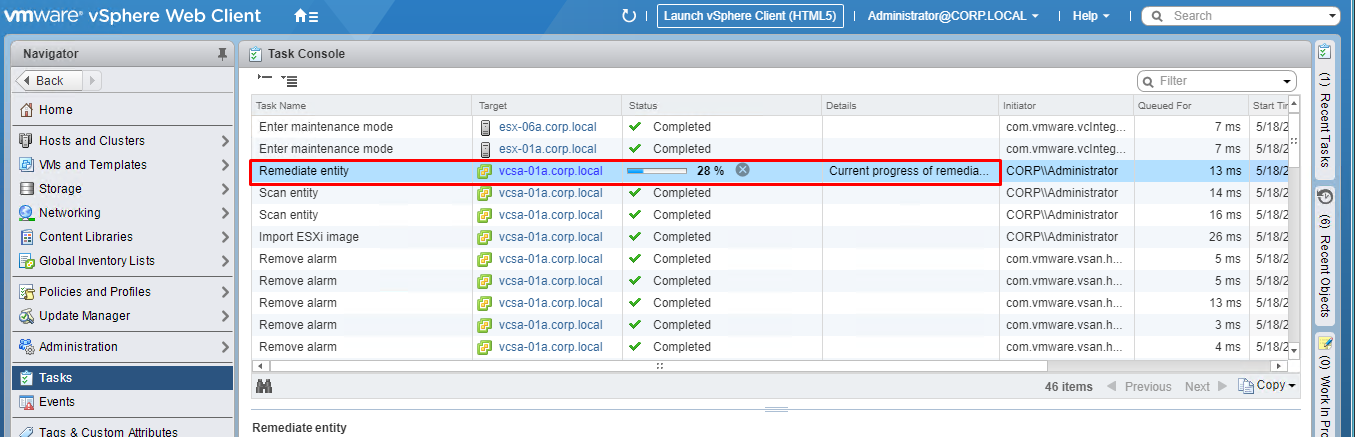 vmware® vSphere Web Client
Launch vSphere Client (HTML5)
Administrator@CORP.LOCAL
Help
Search
Navigator
Back
Home
Hosts and Clusters
VMs and Templates
Storage
Networking
Content Libraries
Global Inventory Lists
Policies and Profiles
Update Manager
Administration
Tasks
Events
Tags & Custom Attributes
Task Console
Filter
Task Name Target Status Details Initiator Queued For Start Tim
Enter maintenance mode esx-06a.corp.local Completed com.vmware.vcInteg... 7 ms 5/18/2
Enter maintenance mode esx-01a.corp.local Completed com.vmware.vcInteg... 7 ms 5/18/2
Remediate entity vcsa-01a.corp.local 28 % Current progress of remedia... CORP\\Administrator 13 ms 5/18/2
Scan entity vcsa-01a.corp.local Completed CORP\\Administrator 14 ms 5/18/2
Scan entity vcsa-01a.corp.local Completed CORP\\Administrator 16 ms 5/18/2
Import ESXi image vcsa-01a.corp.local Completed CORP\\Administrator 26 ms 5/18/2
Remove alarm vcsa-01a.corp.local Completed com.vmware.vsan.h... 5 ms 5/18/2
Remove alarm vcsa-01a.corp.local Completed com.vmware.vsan.h... 5 ms 5/18/2
Remove alarm vcsa-01a.corp.local Completed com.vmware.vsan.h... 13 ms 5/18/2
Remove alarm vcsa-01a.corp.local Completed com.vmware.vsan.h... 3 ms 5/18/2
Remove alarm vcsa-01a.corp.local Completed com.vmware.vsan.h... 4 ms 5/18/2
46 items Previous Next Copy
Remediate entity
(1) Recent Tasks
(6) Recent Objects
(0) Work In Pro